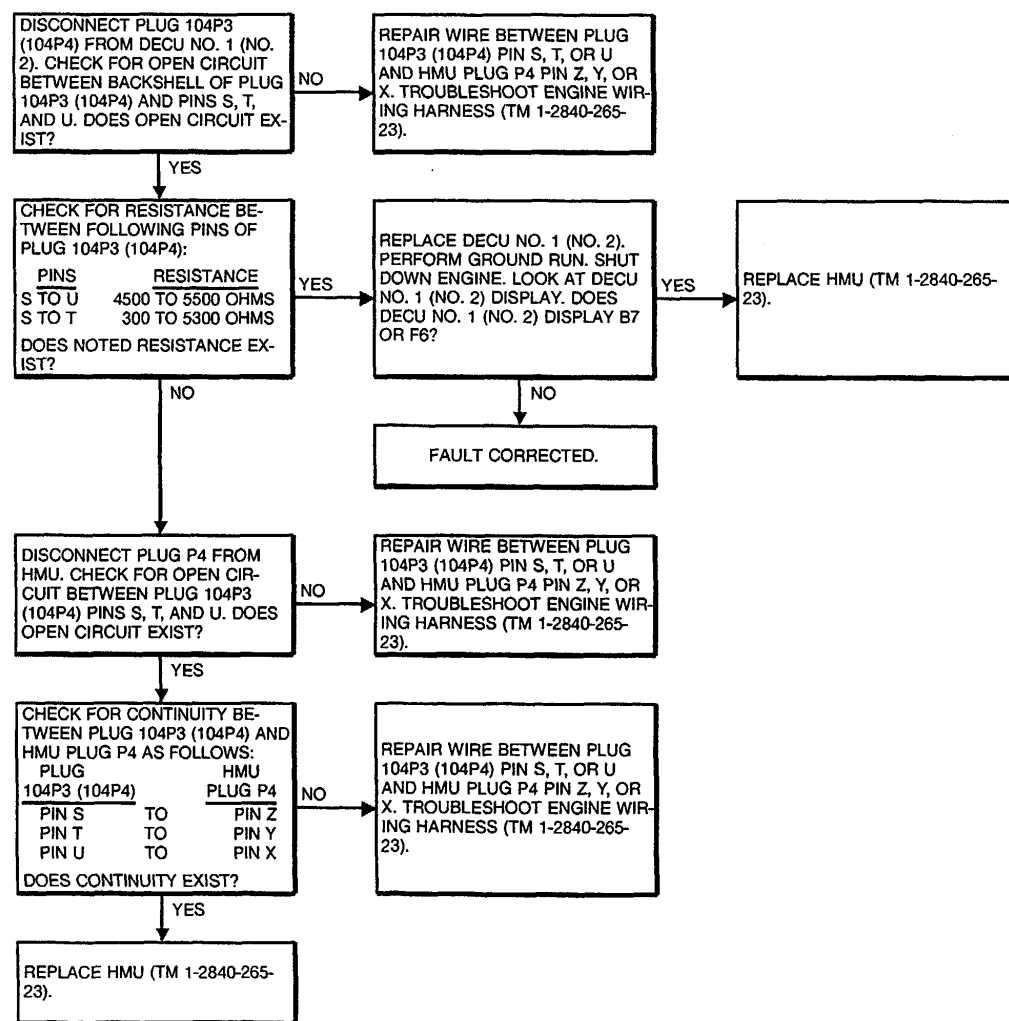 DISCONNECT PLUG 104P3
(104P4) FROM DECU NO. 1 (NO.
2). CHECK FOR OPEN CIRCUIT
BETWEEN BACKSHELL OF PLUG
104P3 (104P4) AND PINS S, T,
AND U. DOES OPEN CIRCUIT EX-
IST?
NO
REPAIR WIRE BETWEEN PLUG
104P3 (104P4) PIN S, T, OR U
AND HMU PLUG P4 PIN Z, Y, OR
X. TROUBLESHOOT ENGINE WIR-
ING HARNESS (TM 1-2840-265-
23).
YES
CHECK FOR RESISTANCE BE-
TWEEN FOLLOWING PINS OF
PLUG 104P3 (104P4):
PINS RESISTANCE
S TO U 4500 TO 5500 OHMS
S TO T 300 TO 5300 OHMS
DOES NOTED RESISTANCE EX-
IST?
YES
REPLACE DECU NO. 1 (NO. 2).
PERFORM GROUND RUN. SHUT
DOWN ENGINE. LOOK AT DECU
NO. 1 (NO. 2) DISPLAY. DOES
DECU NO. 1 (NO. 2) DISPLAY B7
OR F6?
YES
REPLACE HMU (TM 1-2840-265-
23).
NO
NO
FAULT CORRECTED.
DISCONNECT PLUG P4 FROM
HMU. CHECK FOR OPEN CIR-
CUIT BETWEEN PLUG 104P3
(104P4) PINS S, T, AND U. DOES
OPEN CIRCUIT EXIST?
NO
REPAIR WIRE BETWEEN PLUG
104P3 (104P4) PIN S, T, OR U
AND HMU PLUG P4 PIN Z, Y, OR
X. TROUBLESHOOT ENGINE WIR-
ING HARNESS (TM 1-2840-265-
23).
YES
CHECK FOR CONTINUITY BE-
TWEEN PLUG 104P3 (104P4) AND
HMU PLUG P4 AS FOLLOWS:
PLUG HMU
104P3 (104P4) PLUG P4
PIN S TO PIN Z
PIN T TO PIN Y
PIN U TO PIN X
DOES CONTINUITY EXIST?
NO
REPAIR WIRE BETWEEN PLUG
104P3 (104P4) PIN S, T, OR U
AND HMU PLUG P4 PIN Z, Y, OR
X. TROUBLESHOOT ENGINE WIR-
ING HARNESS (TM 1-2840-265-
23).
YES
REPLACE HMU (TM 1-2840-265-
23).